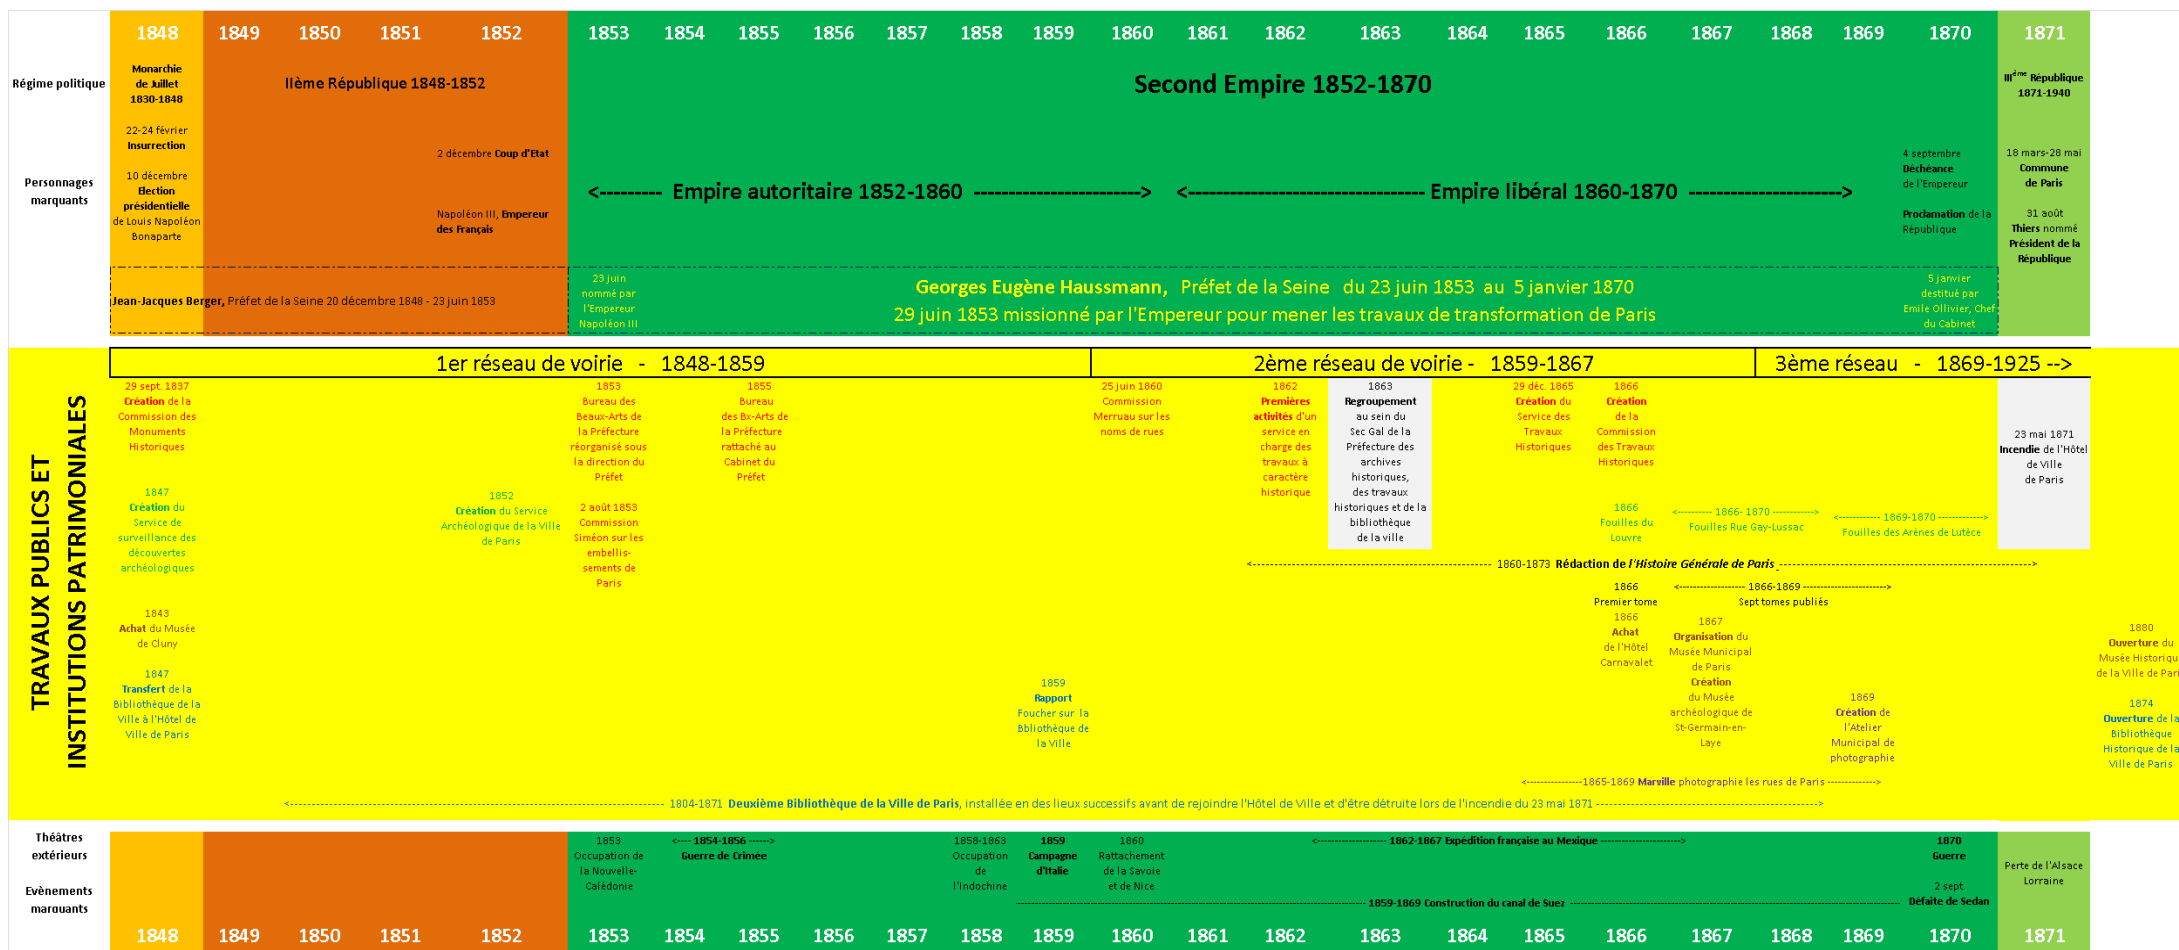 1848 1849 1850 1851 1852 1853 1854 1855 1856 1857 1858 1859 1860 1861 1862 1863 1864 1865 1866 1867 1868 1869 1870 1871
Régime politique
Monarchie
de Juillet
1830-1848
IIème République 1848-1852
Second Empire 1852-1870
IIIème République
1871-1940
Personnages
marquants
22-24 février
Insurrection
10 décembre
Election
présidentielle
de Louis Napoléon
Bonaparte
2 décembre Coup d'Etat
Napoléon III, Empereur
des Français
<--------- Empire autoritaire 1852-1860 ------------------------------>
<------------------------------ Empire libéral 1860-1870 --------------------------->
4 septembre
Déchéance
de l'Empereur
Proclamation de la
République
18 mars-28 mai
Commune
de Paris
31 août
Thiers nommé
Président de la
République
Jean-Jacques Berger, Préfet de la Seine 20 décembre 1848 - 23 juin 1853
23 juin
nommé par
l'Empereur
Napoléon III
Georges Eugène Haussmann, Préfet de la Seine du 23 juin 1853 au 5 janvier 1870
29 juin 1853 missionné par l'Empereur pour mener les travaux de transformation de Paris
5 janvier
destitué par
Emile Ollivier, Chef
du Cabinet
TRAVAUX PUBLICS ET
INSTITUTIONS PATRIMONIALES
1er réseau de voirie - 1848-1859
2ème réseau de voirie - 1859-1867
3ème réseau - 1869-1925 -->
29 sept. 1837
Création de la
Commission des
Monuments
Historiques
1847
Création du
Service de
surveillance des
découvertes
archéologiques
1843
Achat du Musée
de Cluny
1847
Transfert de la
Bibliothèque de la
Ville à l'Hôtel de
Ville de Paris
1852
Création du Service
Archéologique de la Ville
de Paris
1853
Bureau des
Beaux-Arts de
la Préfecture
réorganisé sous
la direction du
Préfet
2 août 1853
Commission
Siméon sur les
embellis-
sements de
Paris
1855
Bureau
des Bx-Arts de
la Préfecture
rattaché au
Cabinet du
Préfet
1859
Rapport
Foucher sur la
Bbliothèque de
la Ville
25 juin 1860
Commission
Merruau sur les
noms de rues
1862
Premières
activités d'un
service en
charge des
travaux à
caractère
historique
1863
Regroupement
au sein du
Sec Gal de la
Préfecture des
archives
historiques,
des travaux
historiques et de la
bibliothèque
de la ville
29 déc. 1865
Création du
Service des
Travaux
Historiques
1866
Création
de la
Commission
des Travaux
Historiques
1866
Fouilles du
Louvre
<---------- 1866- 1870 ------------>
Fouilles Rue Gay-Lussac
<------------ 1869-1870 ------------->
Fouilles des Arènes de Lutèce
23 mai 1871
Incendie de l'Hôtel
de Ville
de Paris
<------------------------------ 1860-1873 Rédaction de l'Histoire Générale de Paris ------------------------------>
1866
Premier tome
<------------------- 1866-1869 ------------------------>
Sept tomes publiés
1866
Achat
de l'Hôtel
Carnavalet
1867
Organisation du
Musée Municipal
de Paris
Création
du Musée
archéologique de
St-Germain-en-
Laye
1869
Création de
l'Atelier
Municipal de
photographie
1880
Ouverture du
Musée Historiqu
de la Ville de Pari
1874
Ouverture de la
Bibliothèque
Historique de la
Ville de Paris
<----------------1865-1869 Marville photographie les rues de Paris --------------->
<------------------------------ 1804-1871 Deuxième Bibliothèque de la Ville de Paris, installée en des lieux successifs avant de rejoindre l'Hôtel de Ville et d'être détruite lors de l'incendie du 23 mai 1871 ------------------------------>
Théâtres
extérieurs
Evènements
marquants
1853
Occupation de
la Nouvelle-
Calédonie
<---- 1854-1856 ------>
Guerre de Crimée
1858-1863
Occupation
de
l'Indochine
1859
Campagne
d'Italie
1860
Rattachement
de la Savoie
et de Nice
<------------------- 1862-1867 Expédition française au Mexique ---------------------->
1870
Guerre
2 sept.
Défaite de Sedan
Perte de l'Alsace
Lorraine
------------------------------ 1859-1869 Construction du canal de Suez ------------------------------
1848 1849 1850 1851 1852 1853 1854 1855 1856 1857 1858 1859 1860 1861 1862 1863 1864 1865 1866 1867 1868 1869 1870 1871